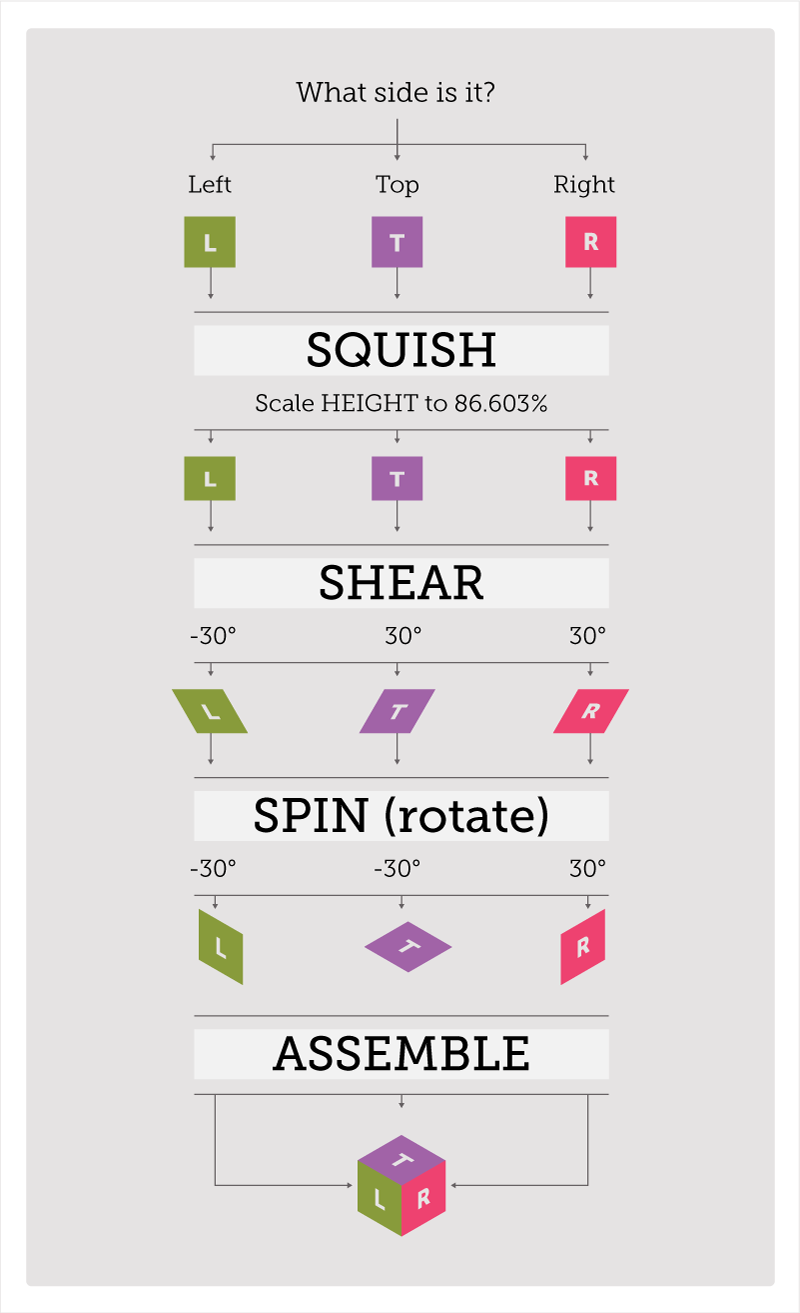 What side is it?
Left Top Right
L T R
SQUISH
Scale HEIGHT to 86.603%
L T R
SHEAR
-30° 30° 30°
L T R
SPIN (rotate)
-30° -30° 30°
L T R
ASSEMBLE
T
L R